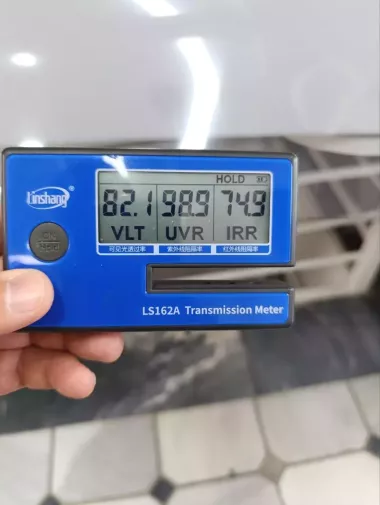 HOLD
Linshang®
82.1 98.9 74.9
VLT UVR IRR
可见光透过率 紫外线阻隔率 红外线阻隔率
LS162A Transmission Meter